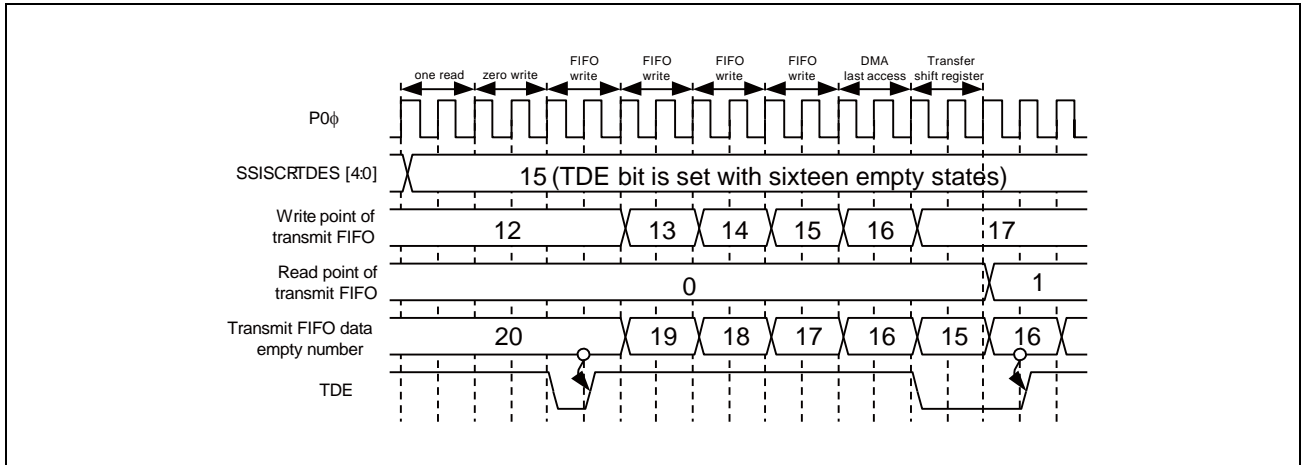 FIFO FIFO FIFO FIFO DMA Transfer
one read zero write write write write write last access shift register
P0ϕ
SSISCRTDES [4:0]
15 (TDE bit is set with sixteen empty states)
Write point of
transmit FIFO
12 13 14 15 16 17
Read point of
transmit FIFO
0 1
Transmit FIFO data
empty number
20 19 18 17 16 15 16
TDE